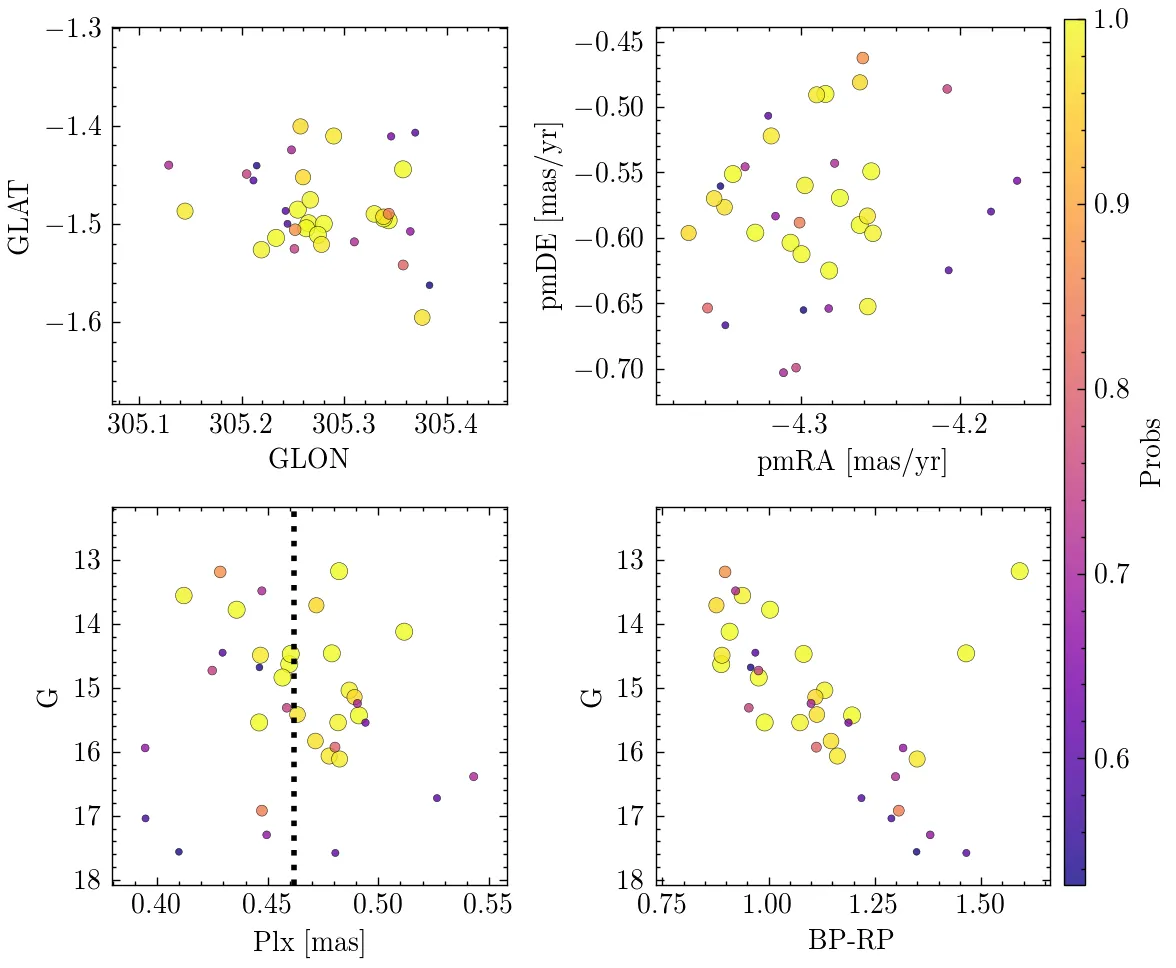 −1.3
−1.4
−1.5
−1.6
GLAT
305.1 305.2 305.3 305.4
GLON
−0.45
−0.50
−0.55
−0.60
−0.65
−0.70
pmDE [mas/yr]
−4.3 −4.2
pmRA [mas/yr]
13
14
15
16
17
18
G
0.40 0.45 0.50 0.55
Plx [mas]
13
14
15
16
17
18
G
0.75 1.00 1.25 1.50
BP-RP
1.0
0.9
0.8
0.7
0.6
Probs